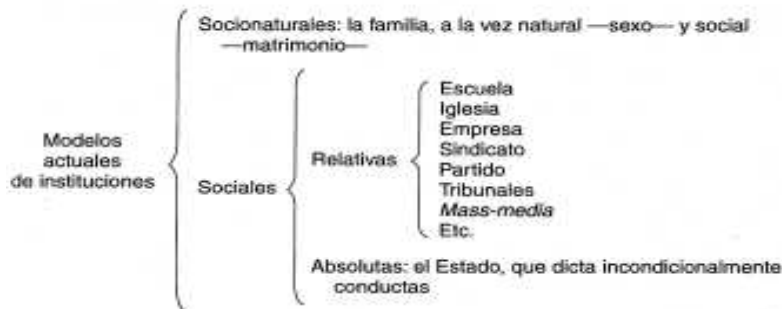 Socionaturales: la familia, a la vez natural —sexo— y social
—matrimonio—
Modelos
actuales
de instituciones
Sociales
Relativas
Escuela
Iglesia
Empresa
Sindicato
Partido
Tribunales
Mass-media
Etc.
Absolutas: el Estado, que dicta incondicionalmente
conductas